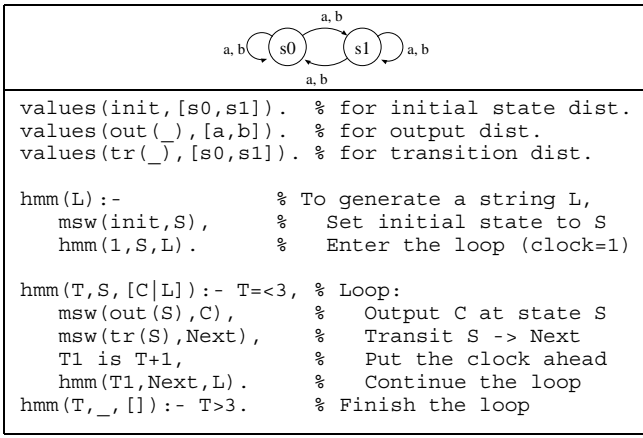 a, b
a, b s0 s1 a, b
a, b
values(init,[s0,s1]). % for initial state dist.
values(out(_),[a,b]). % for output dist.
values(tr(_),[s0,s1]). % for transition dist.
hmm(L):- % To generate a string L,
msw(init,S), % Set initial state to S
hmm(1,S,L). % Enter the loop (clock=1)
hmm(T,S,[C|L]):- T=<3, % Loop:
msw(out(S),C), % Output C at state S
msw(tr(S),Next), % Transit S -> Next
T1 is T+1, % Put the clock ahead
hmm(T1,Next,L). % Continue the loop
hmm(T,_,[]):- T>3. % Finish the loop